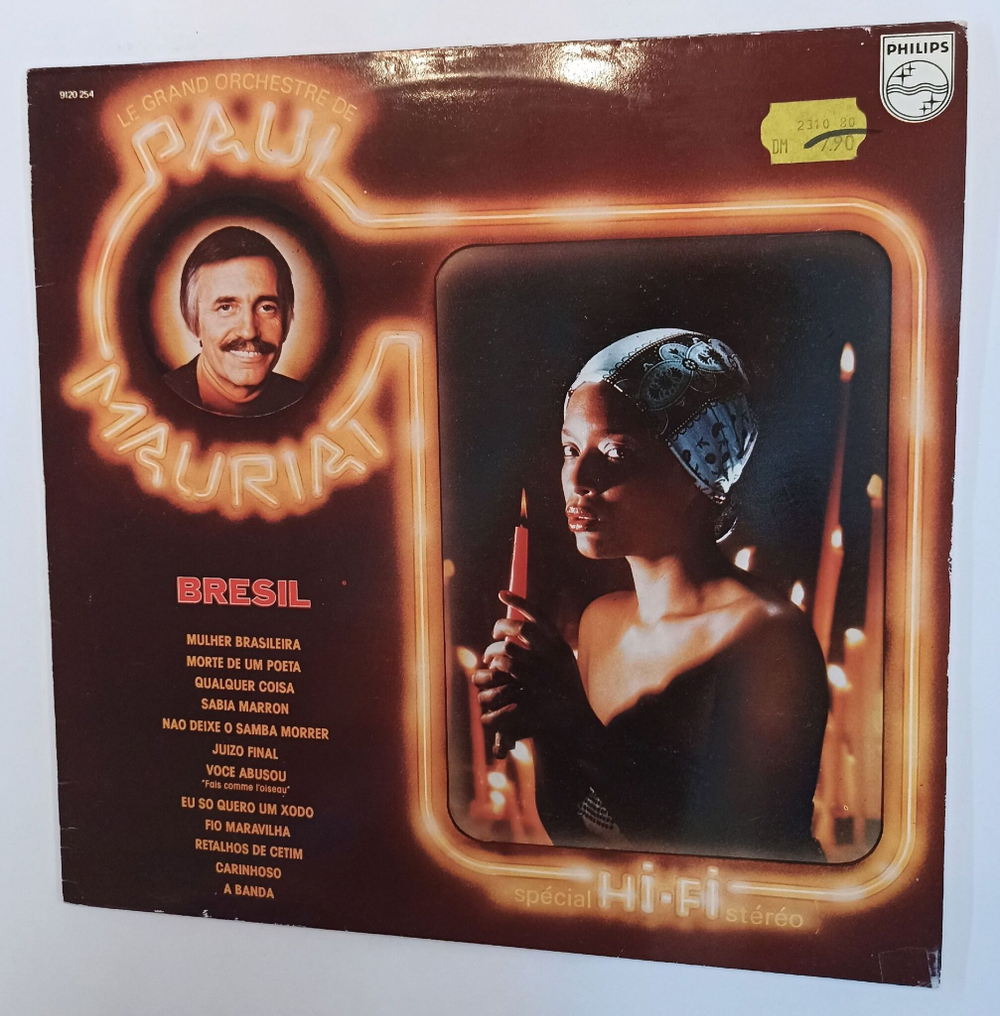 9120 254
LE GRAND ORCHESTRE DE
PAUL
MAURIAT
PHILIPS
2310 80
DM 7.90
BRESIL
MULHER BRASILEIRA
MORTE DE UM POETA
QUALQUER COISA
SABIA MARRON
NAO DEIXE O SAMBA MORRER
JUIZO FINAL
VOCE ABUSOU
"Fais comme l'oiseau"
EU SO QUERO UM XODO
FIO MARAVILHA
RETALHOS DE CETIM
CARINHOSO
A BANDA
spécial Hi-Fi stéréo